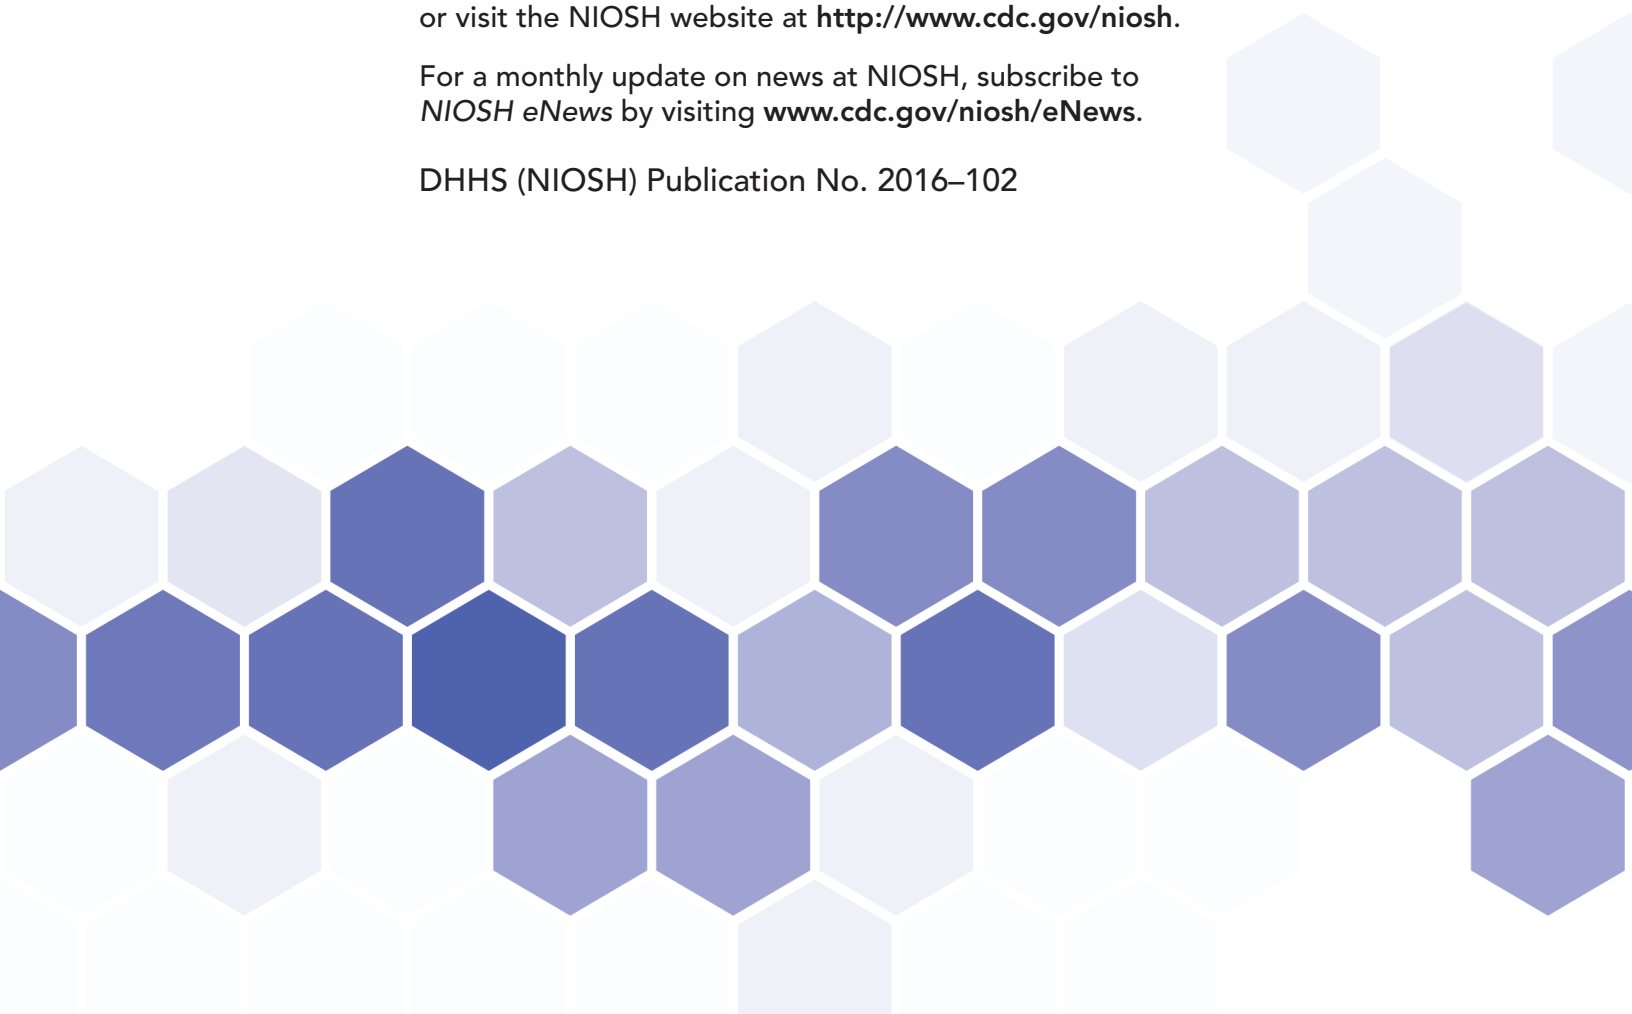 or visit the NIOSH website at http://www.cdc.gov/niosh.
For a monthly update on news at NIOSH, subscribe to
NIOSH eNews by visiting www.cdc.gov/niosh/eNews.
DHHS (NIOSH) Publication No. 2016–102